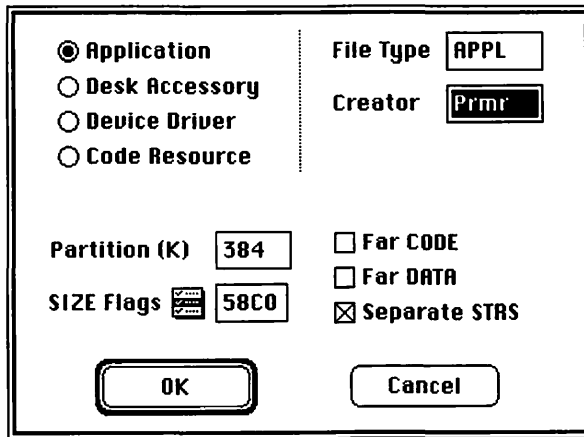 Application
Desk Accessory
Device Driver
Code Resource
File Type APPL
Creator Prmr
Partition (K) 384
SIZE Flags 58C0
Far CODE
Far DATA
Separate STRS
OK
Cancel